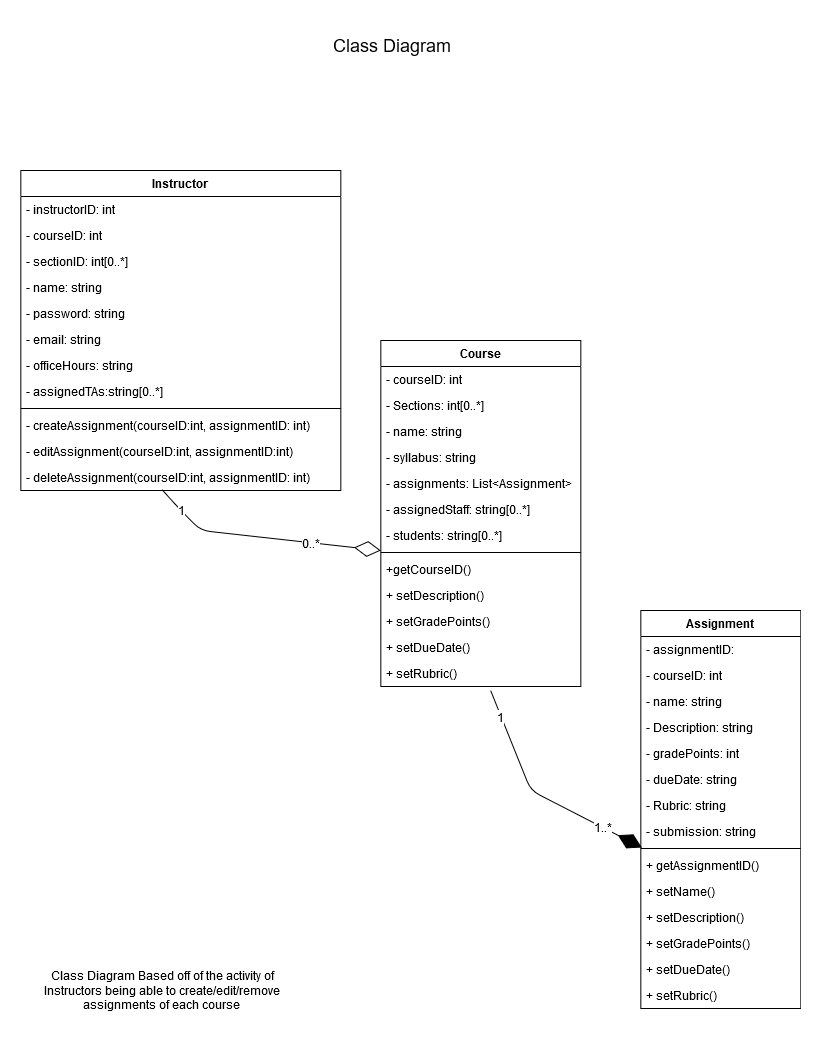 Class Diagram
Instructor
- instructorID: int
- courseID: int
- sectionID: int[0..*]
- name: string
- password: string
- email: string
- officeHours: string
- assignedTAs:string[0..*]
- createAssignment(courseID:int, assignmentID: int)
- editAssignment(courseID:int, assignmentID:int)
- deleteAssignment(courseID:int, assignmentID: int)
1
0..*
Course
- courseID: int
- Sections: int[0..*]
- name: string
- syllabus: string
- assignments: List<Assignment>
- assignedStaff: string[0..*]
- students: string[0..*]
+getCourseID()
+ setDescription()
+ setGradePoints()
+ setDueDate()
+ setRubric()
1
1..*
Assignment
- assignmentID:
- courseID: int
- name: string
- Description: string
- gradePoints: int
- dueDate: string
- Rubric: string
- submission: string
+ getAssignmentID()
+ setName()
+ setDescription()
+ setGradePoints()
+ setDueDate()
+ setRubric()
Class Diagram Based off of the activity of
Instructors being able to create/edit/remove
assignments of each course